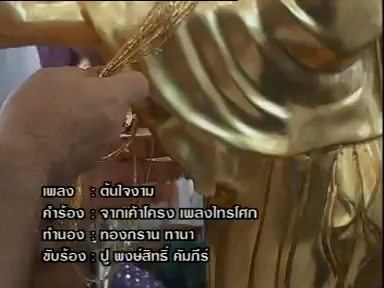 เพลง : ต้นใจงาม
คำร้อง : จากเค้าโครง เพลงไทรโศก
ทำนอง : ทองกราน ทานา
ขับร้อง : ปู พงษ์สิทธิ์ คัมภีร์